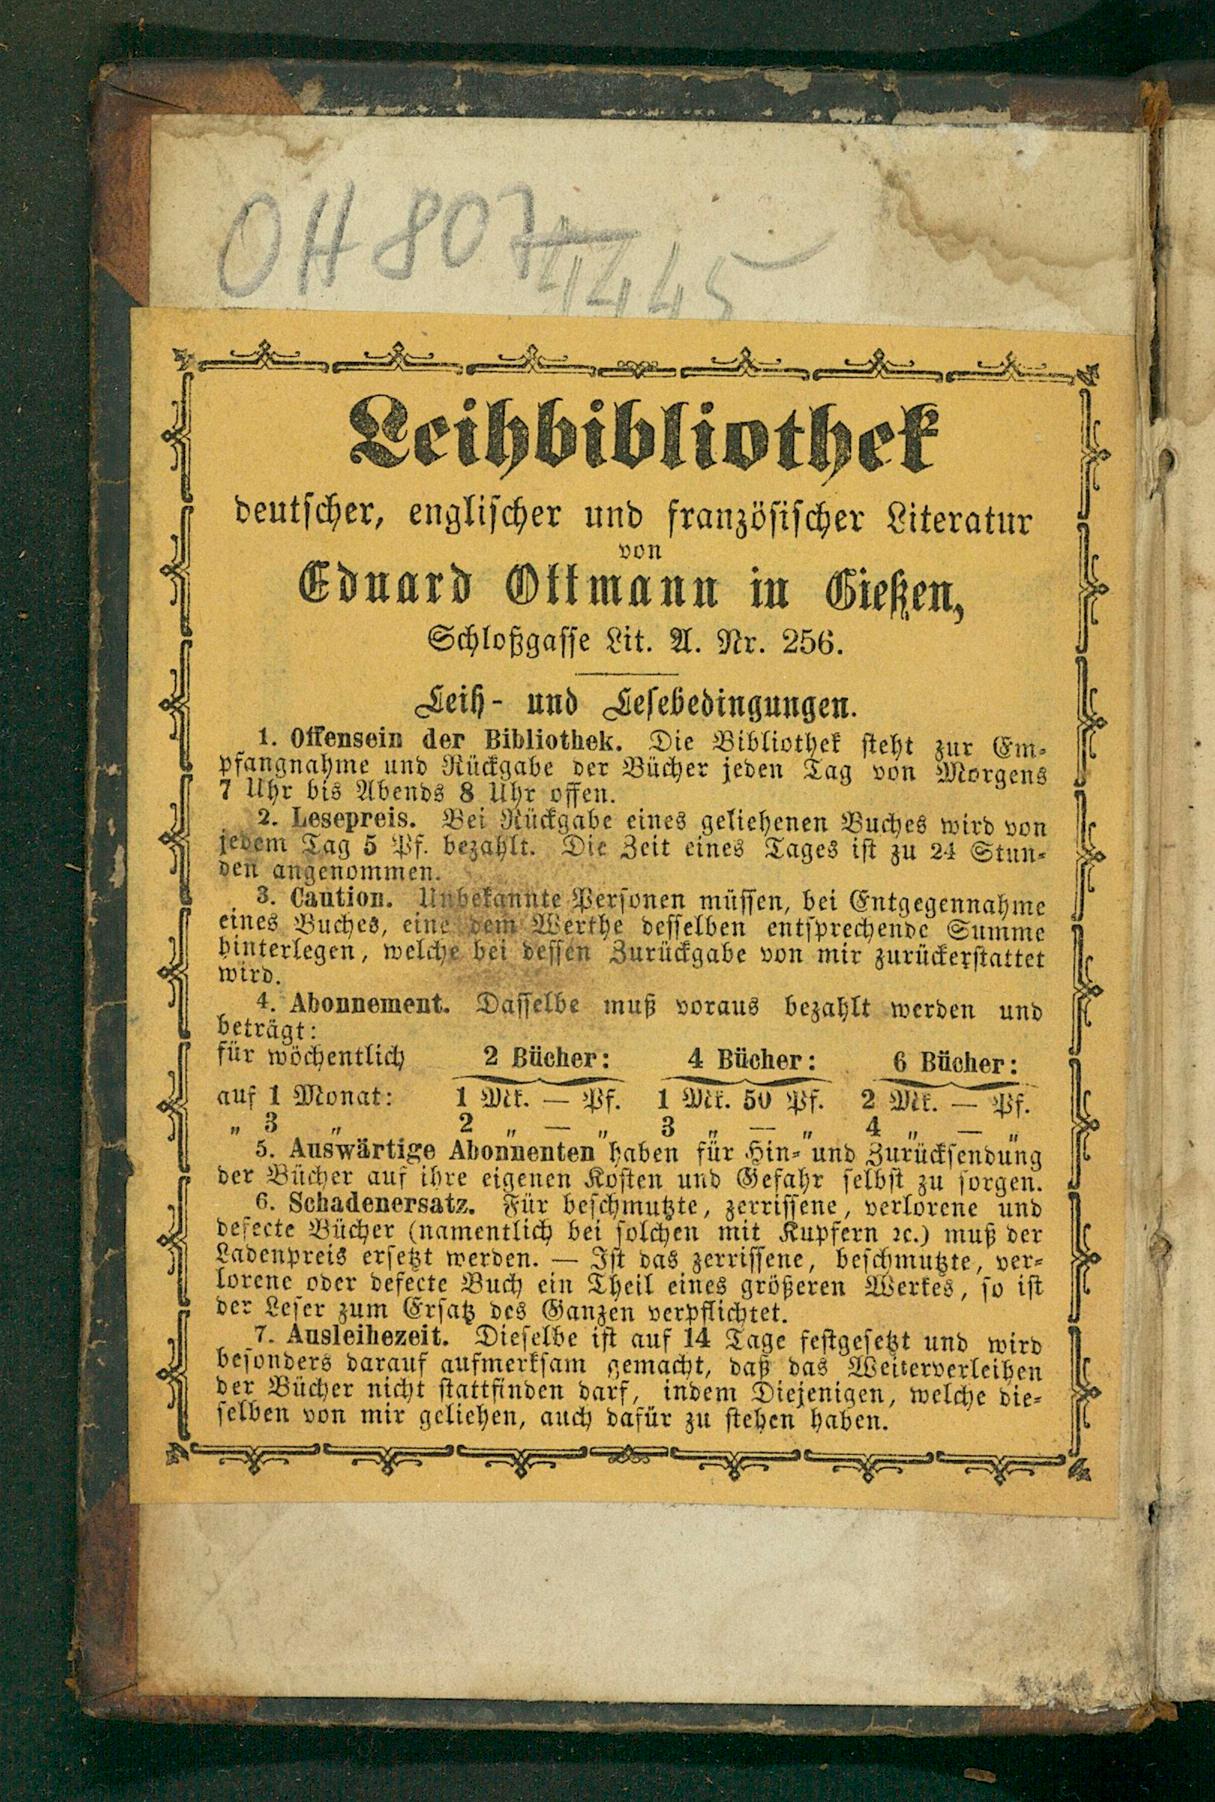 OH 807
4445
Leihbibliothek
deutscher, englischer und französischer Literatur
von
Eduard Ottmann in Gießen,
Schloßgasse Lit. A. Nr. 256.
Leih- und Lesebedingungen.
1. Offensein der Bibliothek. Die Bibliothek steht zur Em-
pfangnahme und Rückgabe der Bücher jeden Tag von Morgens
7 Uhr bis Abends 8 Uhr offen.
2. Lesepreis. Bei Rückgabe eines geliehenen Buches wird von
jedem Tag 5 Pf. bezahlt. Die Zeit eines Tages ist zu 24 Stun-
den angenommen.
3. Caution. Unbekannte Personen müssen, bei Entgegennahme
eines Buches, eine dem Werthe desselben entsprechende Summe
hinterlegen, welche bei dessen Zurückgabe von mir zurückerstattet
wird.
4. Abonnement. Dasselbe muß voraus bezahlt werden und
beträgt:
für wöchentlich 2 Bücher: 4 Bücher: 6 Bücher:
auf 1 Monat: 1 Mk. — Pf. 1 Mk. 50 Pf. 2 Mk. — Pf.
„ 3 „ 2 „ — „ 3 „ — „ 4 „ — „
5. Auswärtige Abonnenten haben für Hin- und Zurücksendung
der Bücher auf ihre eigenen Kosten und Gefahr selbst zu sorgen.
6. Schadenersatz. Für beschmutzte, zerrissene, verlorene und
defecte Bücher (namentlich bei solchen mit Kupfern ꝛc.) muß der
Ladenpreis ersetzt werden. — Ist das zerrissene, beschmutzte, ver-
lorene oder defecte Buch ein Theil eines größeren Werkes, so ist
der Leser zum Ersatz des Ganzen verpflichtet.
7. Ausleihezeit. Dieselbe ist auf 14 Tage festgesetzt und wird
besonders darauf aufmerksam gemacht, daß das Weiterverleihen
der Bücher nicht stattfinden darf, indem Diejenigen, welche die-
selben von mir geliehen, auch dafür zu stehen haben.